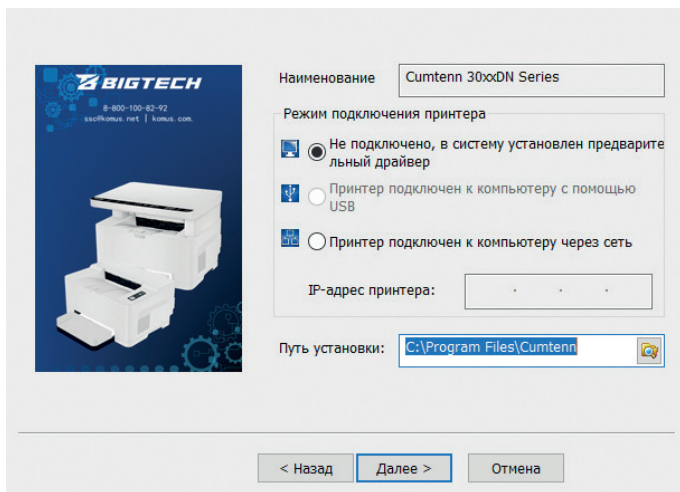 BIGTECH
8-800-100-82-92
ssc@komus.net | komus.com.
Наименование
Cumtenn 30xxDN Series
Режим подключения принтера
Не подключено, в систему установлен предварите
льный драйвер
Принтер подключен к компьютеру с помощью
USB
Принтер подключен к компьютеру через сеть
IP-адрес принтера:
. . .
Путь установки:
C:\Program Files\Cumtenn
< Назад
Далее >
Отмена